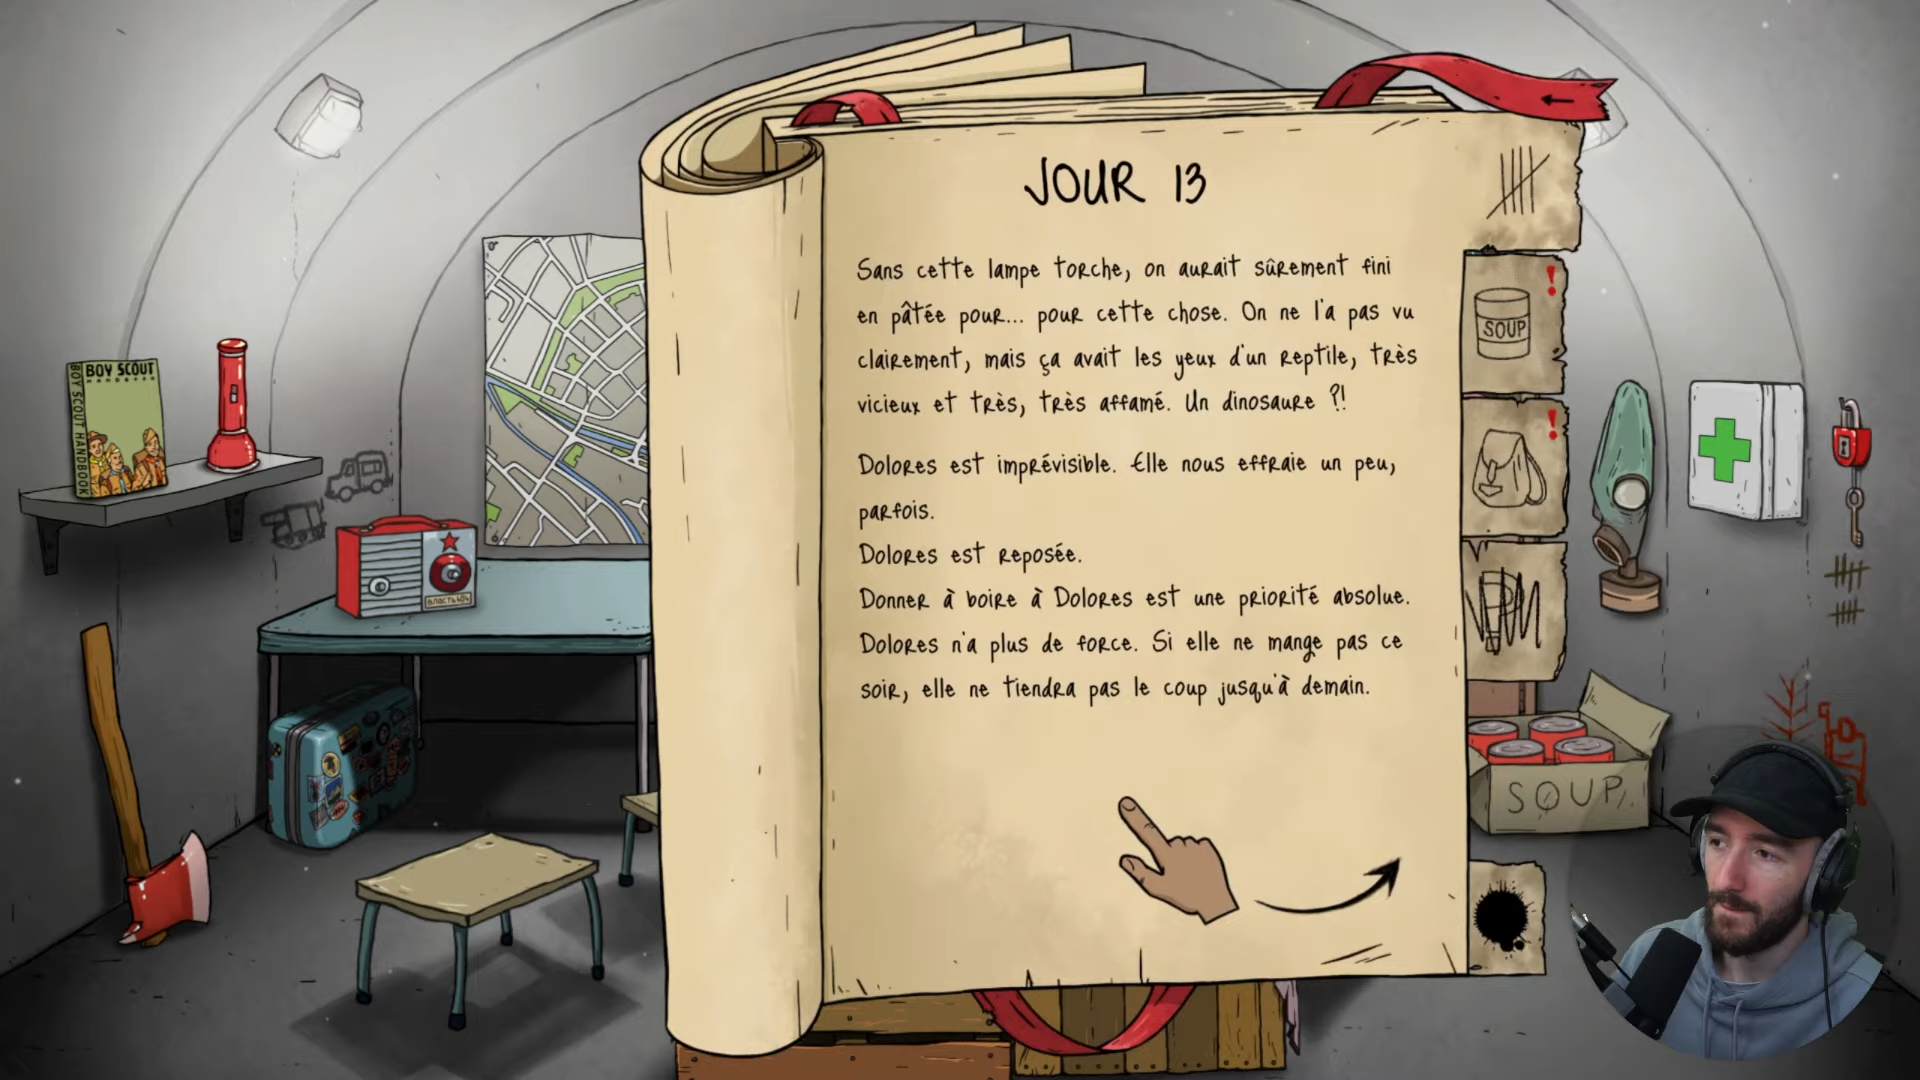 JOUR 13
Sans cette lampe torche, on aurait sûrement fini
en pâtée pour... pour cette chose. On ne l'a pas vu
clairement, mais ça avait les yeux d'un reptile, très
vicieux et très, très affamé. Un dinosaure ?!
Dolores est imprévisible. Elle nous effraie un peu,
parfois.
Dolores est reposée.
Donner à boire à Dolores est une priorité absolue.
Dolores n'a plus de force. Si elle ne mange pas ce
soir, elle ne tiendra pas le coup jusqu'à demain.
!
SOUP
!
BOY SCOUT
HANDBOOK
BOY SCOUT HANDBOOK
SOUP